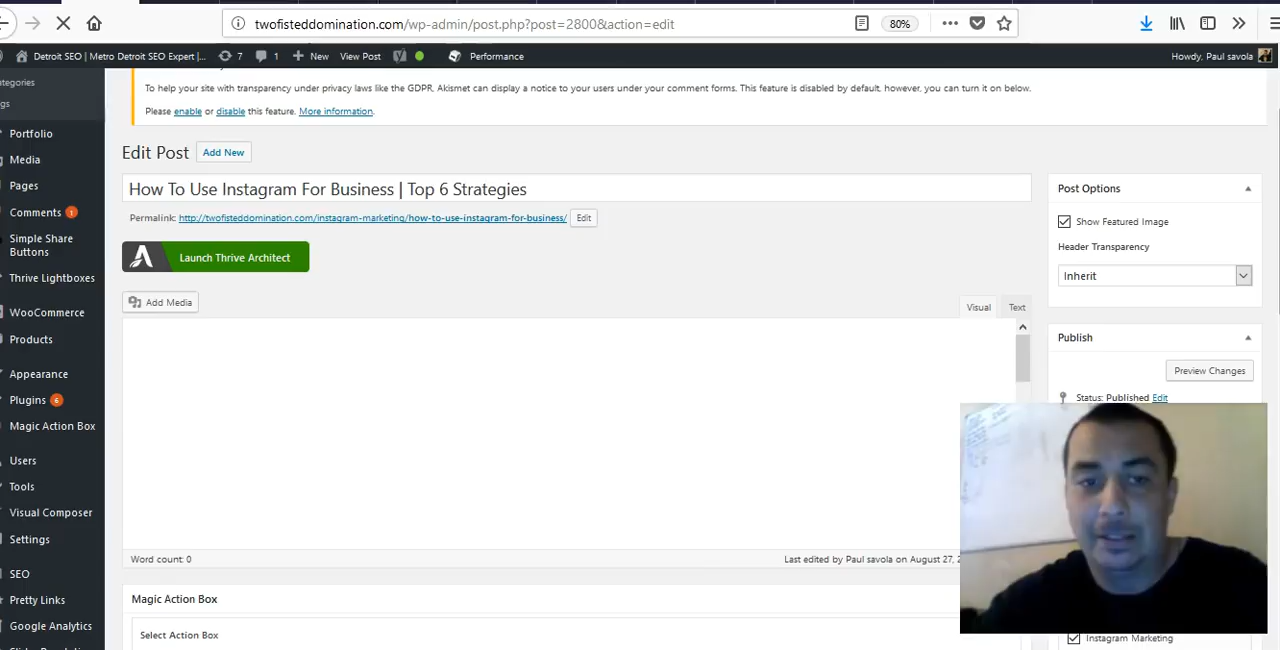 twofisteddomination.com/wp-admin/post.php?post=2800&action=edit
80%
Detroit SEO | Metro Detroit SEO Expert |...
7
1
New
View Post
Performance
Howdy, Paul savola
To help your site with transparency under privacy laws like the GDPR, Akismet can display a notice to your users under your comment forms. This feature is disabled by default, however, you can turn it on below.
Please enable or disable this feature. More information.
Portfolio
Media
Pages
Comments 1
Simple Share
Buttons
Thrive Lightboxes
WooCommerce
Products
Appearance
Plugins 6
Magic Action Box
Users
Tools
Visual Composer
Settings
SEO
Pretty Links
Google Analytics
Edit Post
Add New
How To Use Instagram For Business | Top 6 Strategies
Permalink: http://twofisteddomination.com/instagram-marketing/how-to-use-instagram-for-business/ Edit
Launch Thrive Architect
Add Media
Visual
Text
Word count: 0
Last edited by Paul savola on August 27,
Magic Action Box
Select Action Box
Post Options
Show Featured Image
Header Transparency
Inherit
Publish
Preview Changes
Status: Published Edit
Instagram Marketing